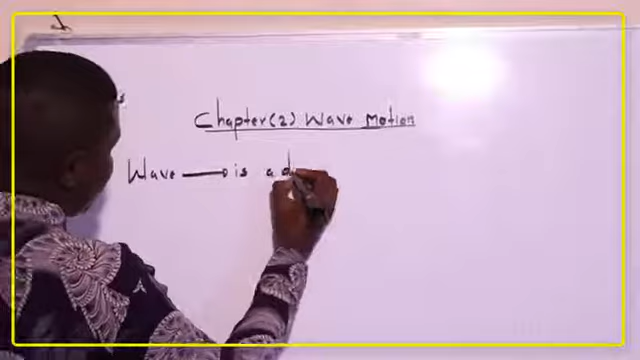 Chapter(2) Wave Motion
Wave → is a d